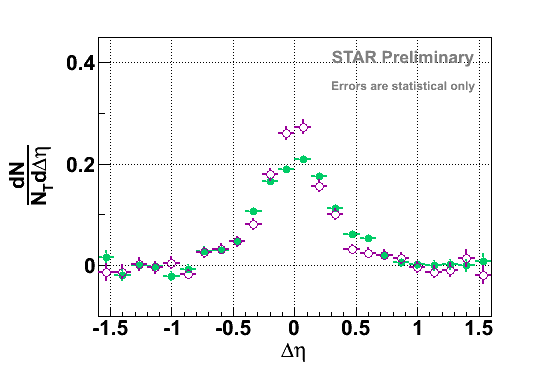 STAR Preliminary
Errors are statistical only
dN
N_T dΔη
0.4
0.2
0
-1.5 -1 -0.5 0 0.5 1 1.5
Δη